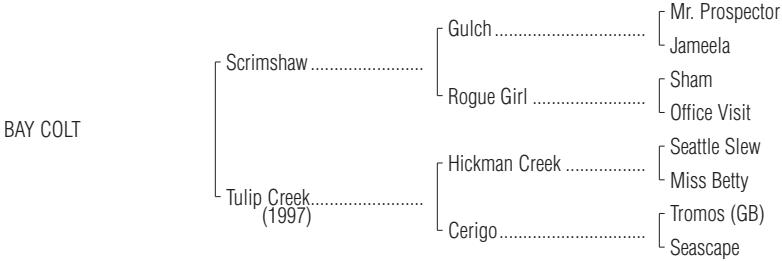 Mr. Prospector
Gulch ..............................
Jameela
Scrimshaw .......................
Sham
Rogue Girl .......................
Office Visit
BAY COLT
Seattle Slew
Hickman Creek ................
Miss Betty
Tulip Creek.......................
(1997)
Tromos (GB)
Cerigo..............................
Seascape